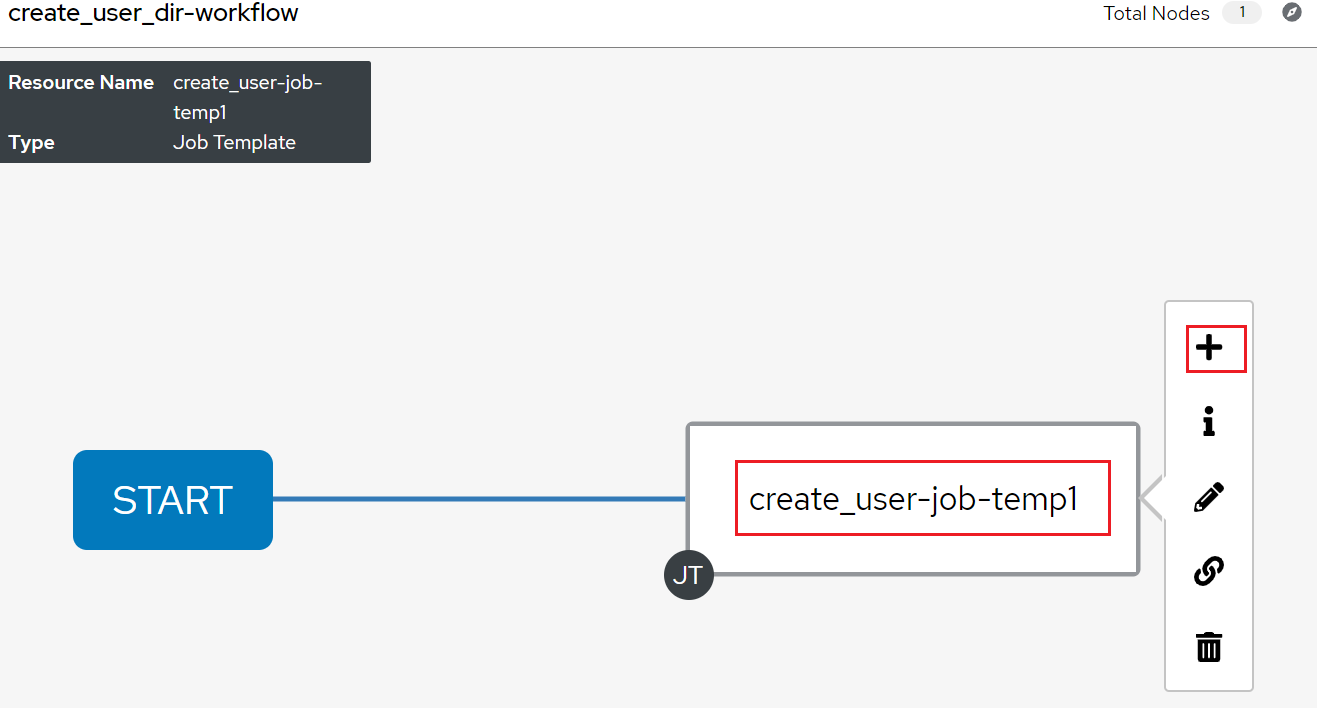 create_user_dir-workflow
Total Nodes 1
Resource Name create_user-job-
temp1
Type Job Template
START
create_user-job-temp1
JT